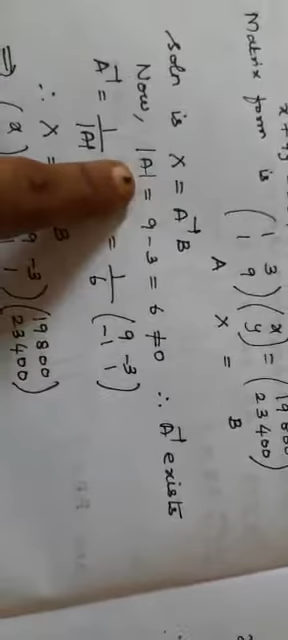 x + 9y
Matrix form is (1 3
1 9) (x
y) = (19800
23400)
A X = B
Soln is X = A⁻¹B
Now, |A| = 9 - 3 = 6 ≠ 0 ∴ A⁻¹ exists
A⁻¹ = 1/|A| = 1/6 (9 -3
-1 1)
∴ X = B
9 -3
1) (19800
23400)
⇒ (x